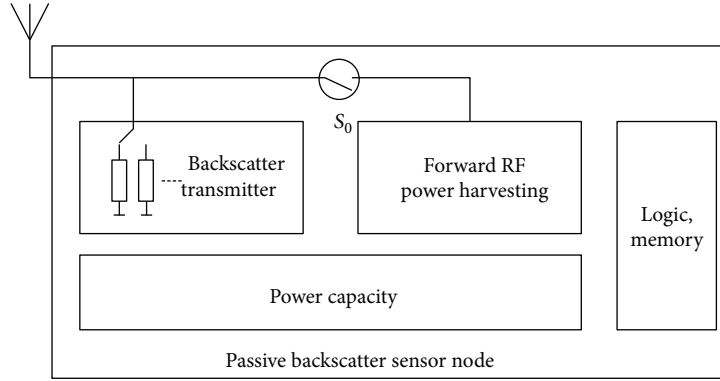 S0
Backscatter
transmitter
Forward RF
power harvesting
Logic,
memory
Power capacity
Passive backscatter sensor node